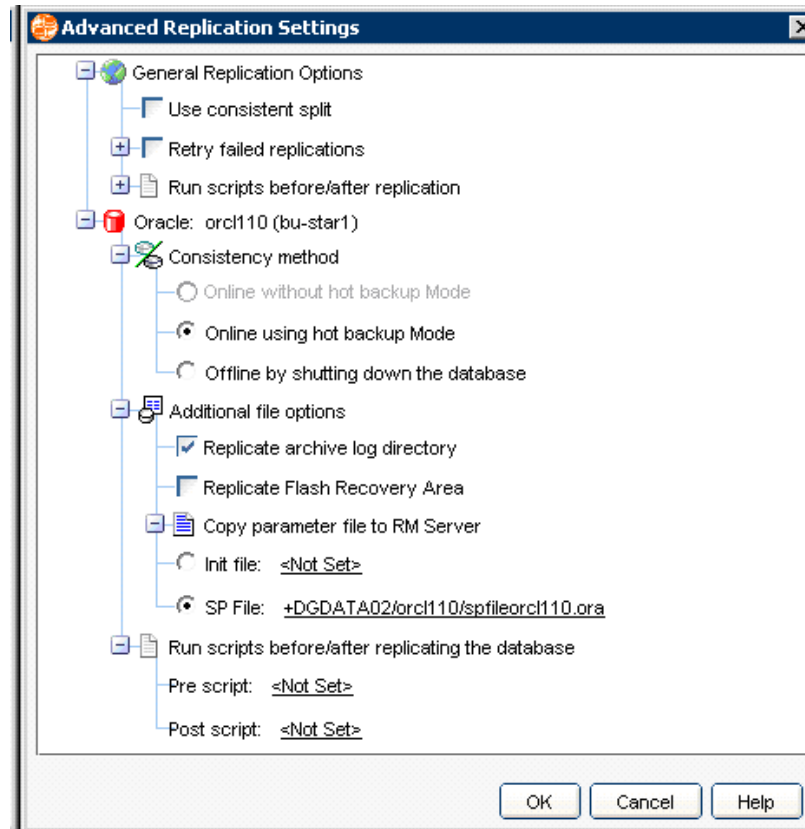 Advanced Replication Settings
General Replication Options
Use consistent split
Retry failed replications
Run scripts before/after replication
Oracle: orcl110 (bu-star1)
Consistency method
Online without hot backup Mode
Online using hot backup Mode
Offline by shutting down the database
Additional file options
Replicate archive log directory
Replicate Flash Recovery Area
Copy parameter file to RM Server
Init file: <Not Set>
SP File: +DGDATA02/orcl110/spfileorcl110.ora
Run scripts before/after replicating the database
Pre script: <Not Set>
Post script: <Not Set>
OK Cancel Help